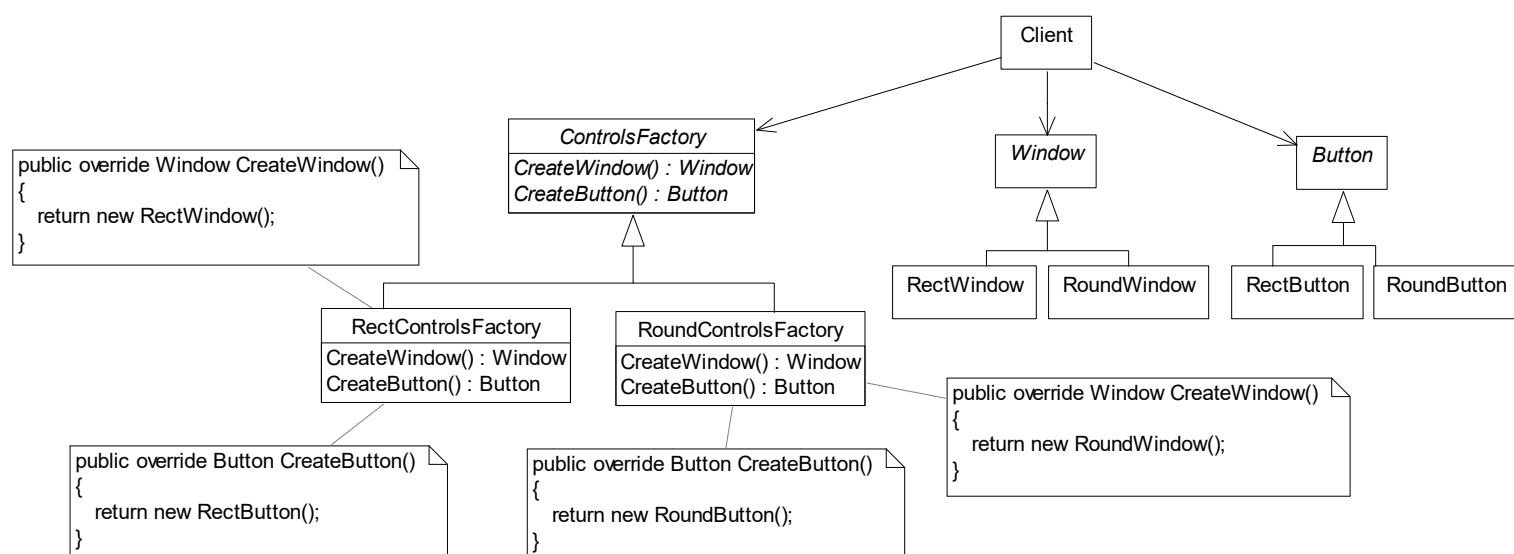 Client
ControlsFactory
CreateWindow() : Window
CreateButton() : Button
Window
Button
public override Window CreateWindow()
{
return new RectWindow();
}
RectWindow
RoundWindow
RectButton
RoundButton
RectControlsFactory
CreateWindow() : Window
CreateButton() : Button
RoundControlsFactory
CreateWindow() : Window
CreateButton() : Button
public override Window CreateWindow()
{
return new RoundWindow();
}
public override Button CreateButton()
{
return new RectButton();
}
public override Button CreateButton()
{
return new RoundButton();
}